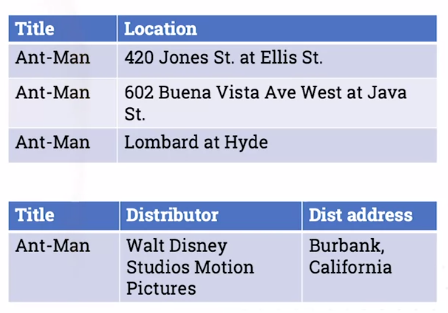 Title Location
Ant-Man 420 Jones St. at Ellis St.
Ant-Man 602 Buena Vista Ave West at Java
St.
Ant-Man Lombard at Hyde
Title Distributor Dist address
Ant-Man Walt Disney Burbank,
Studios Motion California
Pictures